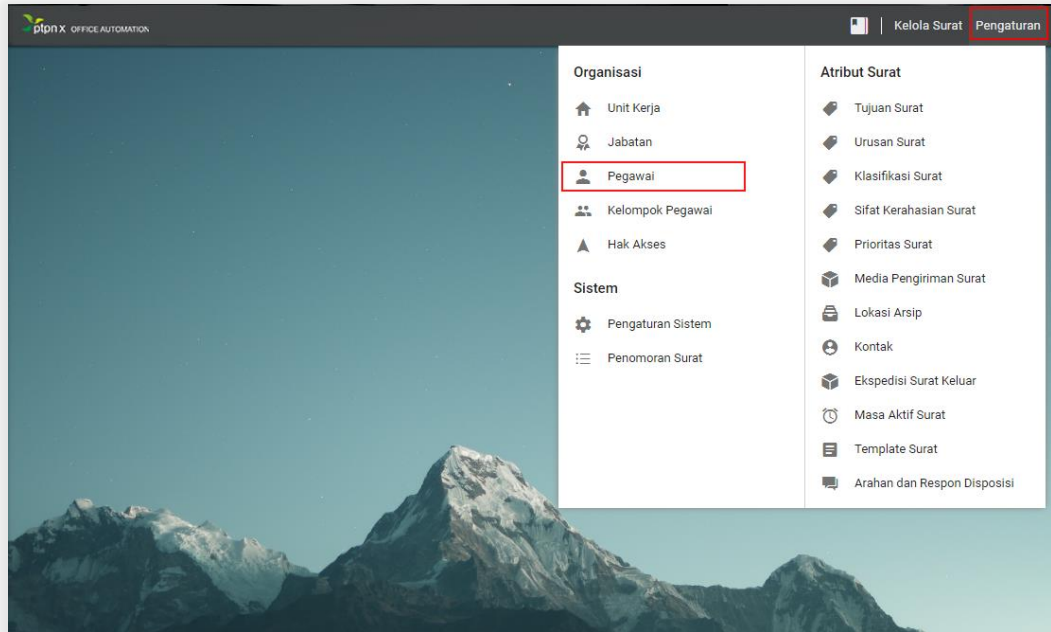 ptpn x OFFICE AUTOMATION
Kelola Surat
Pengaturan
Organisasi
Unit Kerja
Jabatan
Pegawai
Kelompok Pegawai
Hak Akses
Sistem
Pengaturan Sistem
Penomoran Surat
Atribut Surat
Tujuan Surat
Urusan Surat
Klasifikasi Surat
Sifat Kerahasian Surat
Prioritas Surat
Media Pengiriman Surat
Lokasi Arsip
Kontak
Ekspedisi Surat Keluar
Masa Aktif Surat
Template Surat
Arahan dan Respon Disposisi